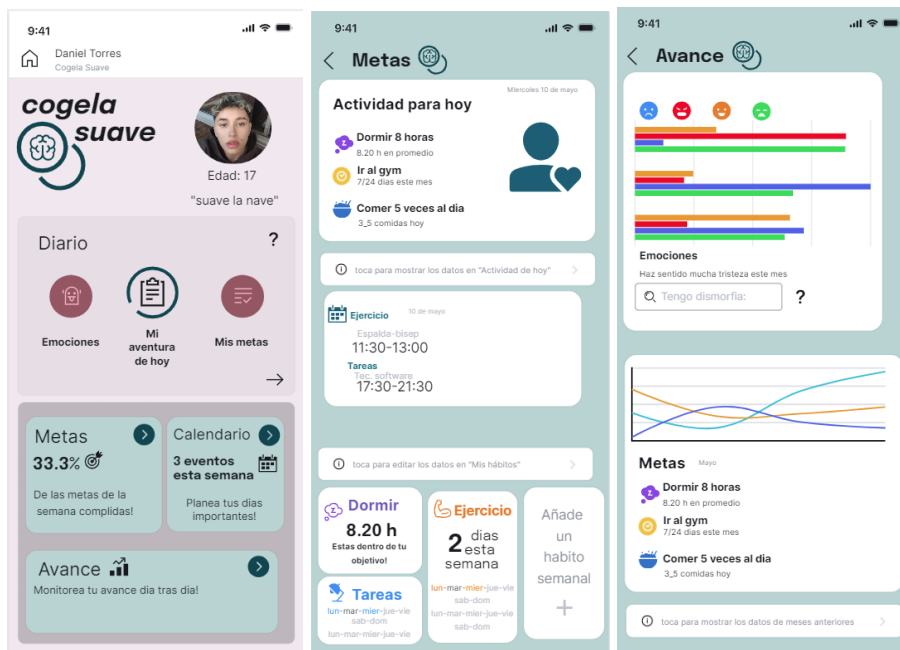 9:41
Daniel Torres
Cogela Suave
cogela
suave
Edad: 17
"suave la nave"
Diario
?
Emociones
Mi
aventura
de hoy
Mis metas
Metas
33.3%
De las metas de la
semana complidas!
Calendario
3 eventos
esta semana
Planea tus dias
importantes!
Avance
Monitorea tu avance dia tras dia!
9:41
Metas
Miercoles 10 de mayo
Actividad para hoy
z
Dormir 8 horas
8.20 h en promedio
Ir al gym
7/24 dias este mes
Comer 5 veces al dia
3_5 comidas hoy
toca para mostrar los datos en "Actividad de hoy"
Ejercicio
10 de mayo
Espalda-bisep
11:30-13:00
Tareas
Tec. software
17:30-21:30
toca para editar los datos en "Mis hábitos"
z
Dormir
8.20 h
Estas dentro de tu
objetivo!
Tareas
lun-mar-mier-jue-vie
sab-dom
lun-mar-mier-jue-vie
Ejercicio
2 dias
esta
semana
lun-mar-mier-jue-vie
sab-dom
lun-mar-mier-jue-vie
sab-dom
Añade
un
habito
semanal
+
9:41
Avance
Emociones
Haz sentido mucha tristeza este mes
Tengo dismorfia:
?
Metas
Mayo
z
Dormir 8 horas
8.20 h en promedio
Ir al gym
7/24 dias este mes
Comer 5 veces al dia
3_5 comidas hoy
toca para mostrar los datos de meses anteriores